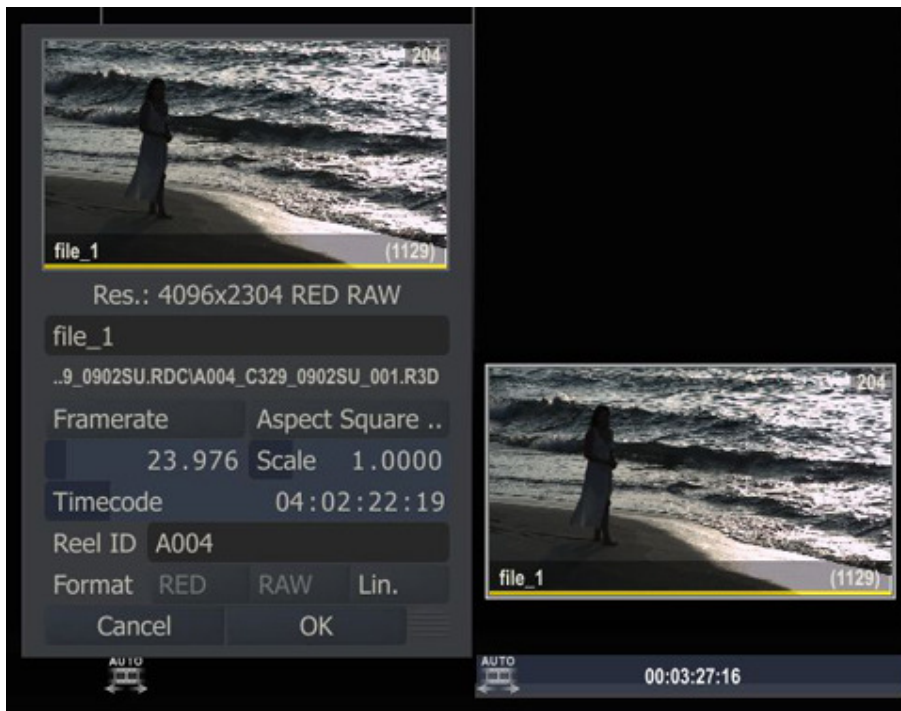 204
file_1 (1129)
Res.: 4096x2304 RED RAW
file_1
..9_0902SU.RDC\A004_C329_0902SU_001.R3D
Framerate Aspect Square ..
23.976 Scale 1.0000
Timecode 04:02:22:19
Reel ID A004
Format RED RAW Lin.
Cancel OK
AUTO
204
file_1 (1129)
AUTO 00:03:27:16